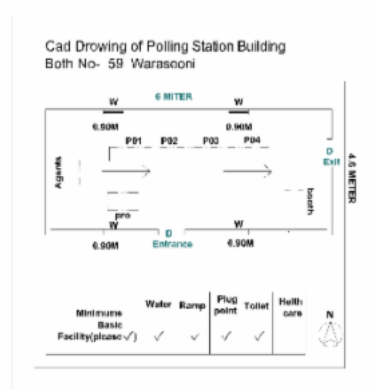 Cad Drowing of Polling Station Building
Both No- 59 Warasooni
W 6 MITER W
0.90M 0.90M
P01 P02 P03 P04
Agents
D
Exit
4.6 METER
booth
pro
W D W
0.90M Entrance 0.90M
Minimums Basic Facility(please ✓)
Water Ramp Plug point Toilet Helth care
✓ ✓ ✓ ✓
N